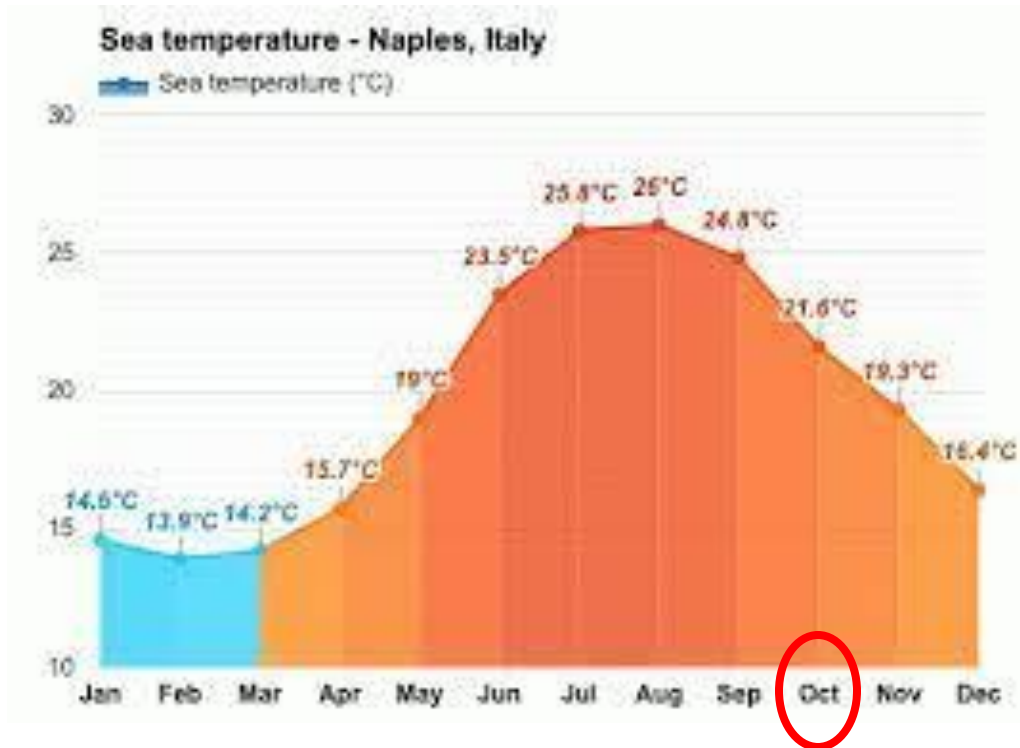 Sea temperature - Naples, Italy
Sea temperature (°C)
30
25.8°C 26°C
24.8°C
25
23.5°C
21.6°C
20
19°C
19.3°C
16.4°C
15.7°C
14.6°C
13.9°C
14.2°C
15
10
Jan Feb Mar Apr May Jun Jul Aug Sep Oct Nov Dec